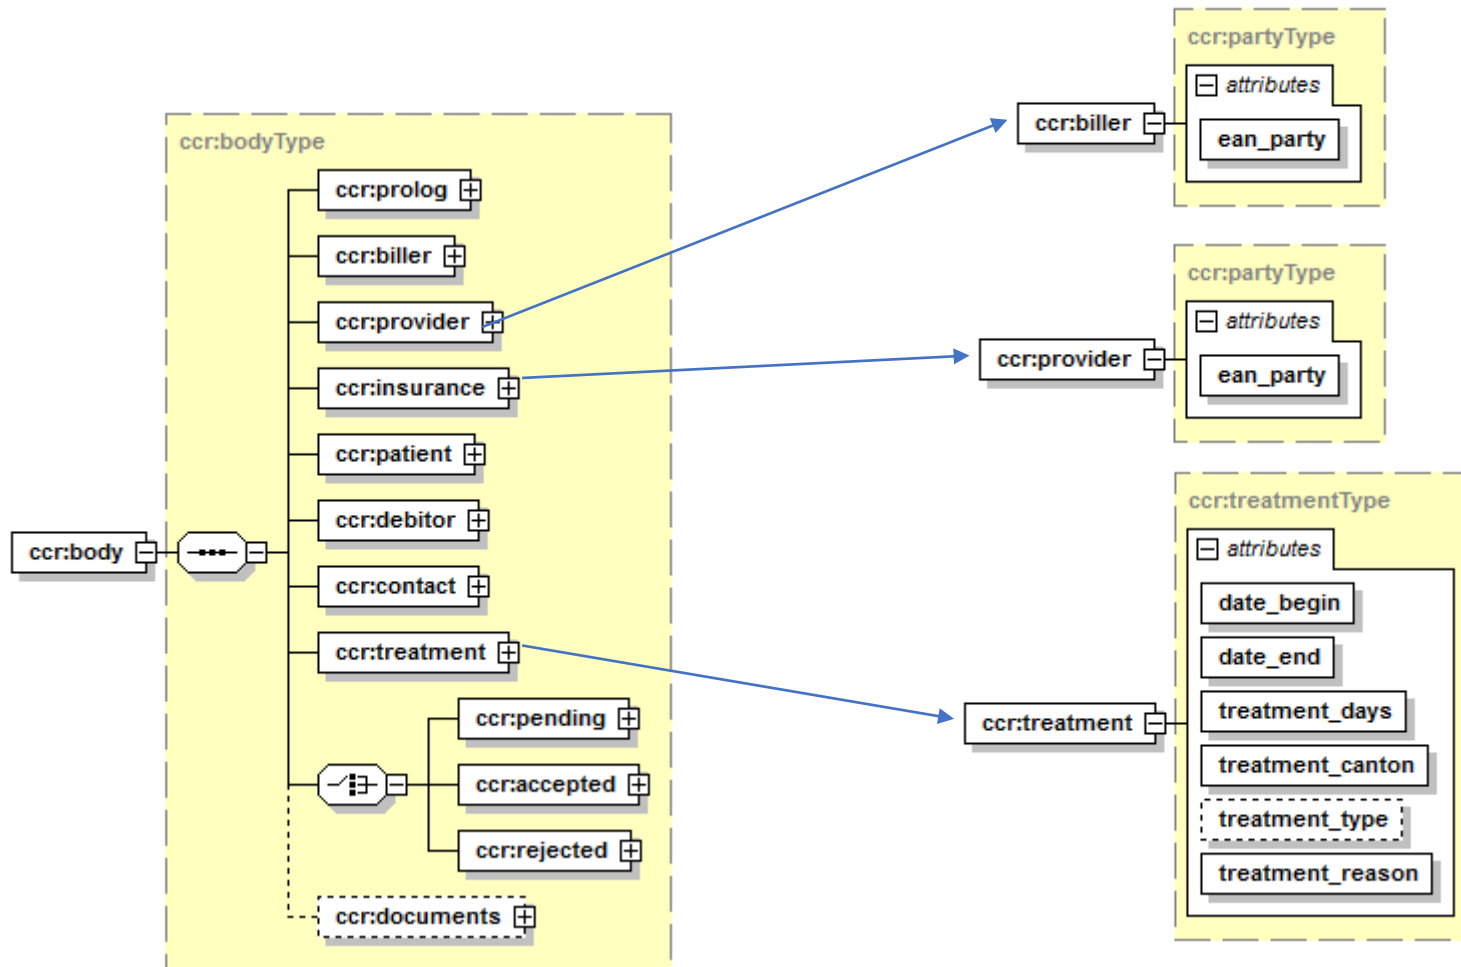 ccr:bodyType
ccr:prolog
ccr:biller
ccr:provider
ccr:insurance
ccr:patient
ccr:debitor
ccr:body
ccr:contact
ccr:treatment
ccr:pending
ccr:accepted
ccr:rejected
ccr:documents
ccr:partyType
attributes
ccr:biller
ean_party
ccr:partyType
attributes
ccr:provider
ean_party
ccr:treatmentType
attributes
date_begin
date_end
treatment_days
ccr:treatment
treatment_canton
treatment_type
treatment_reason